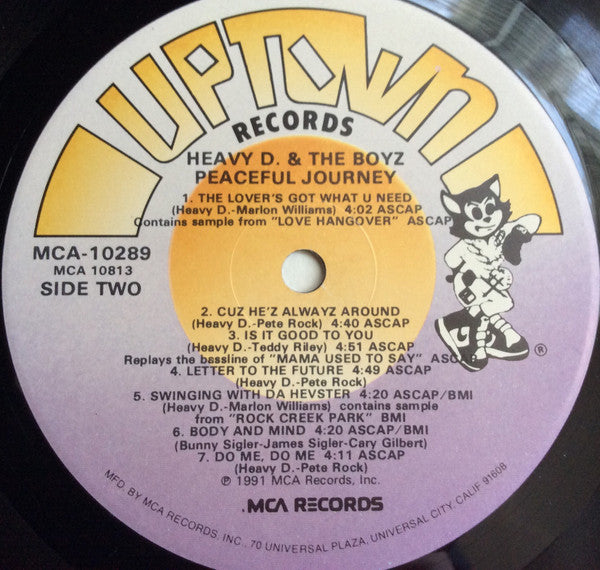 UPTOWN
RECORDS
HEAVY D. & THE BOYZ
PEACEFUL JOURNEY
1. THE LOVER'S GOT WHAT U NEED
(Heavy D.-Marlon Williams) 4:02 ASCAP
Contains sample from "LOVE HANGOVER" ASCAP
MCA-10289
MCA 10813
SIDE TWO
2. CUZ HE'Z ALWAYZ AROUND
(Heavy D.-Pete Rock) 4:40 ASCAP
3. IS IT GOOD TO YOU
(Heavy D.-Teddy Riley) 4:51 ASCAP
Replays the bassline of "MAMA USED TO SAY" ASCAP
4. LETTER TO THE FUTURE 4:49 ASCAP
(Heavy D.-Pete Rock)
5. SWINGING WITH DA HEVSTER 4:20 ASCAP/BMI
(Heavy D.-Marlon Williams) contains sample
from "ROCK CREEK PARK" BMI
6. BODY AND MIND 4:20 ASCAP/BMI
(Bunny Sigler-James Sigler-Cary Gilbert)
7. DO ME, DO ME 4:11 ASCAP
(Heavy D.-Pete Rock)
℗ 1991 MCA Records, Inc.
.MCA RECORDS
MFD. BY MCA RECORDS, INC., 70 UNIVERSAL PLAZA, UNIVERSAL CITY, CALIF. 91608
®